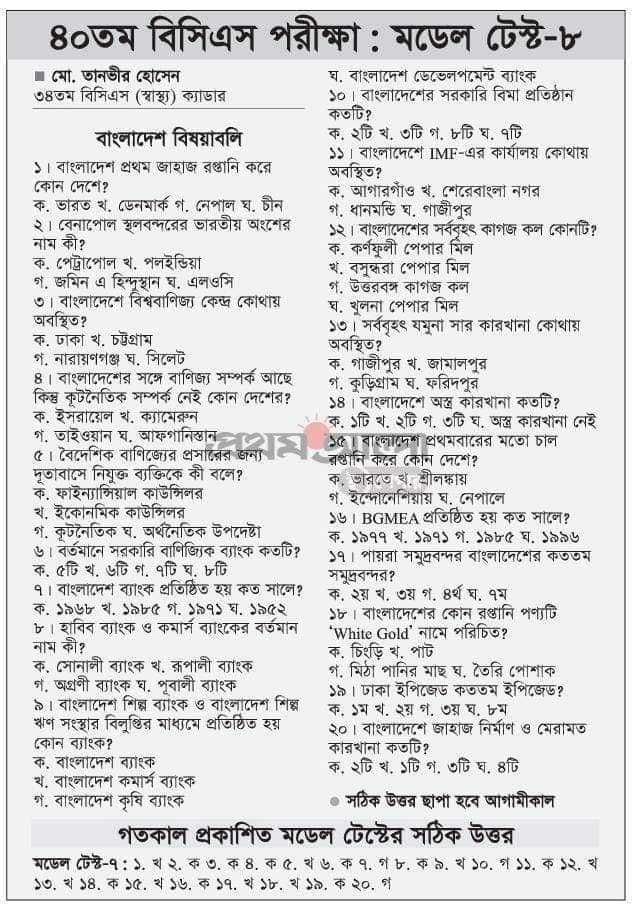 ৪০তম বিসিএস পরীক্ষা : মডেল টেস্ট-৮
■ মো. তানভীর হোসেন
৩৪তম বিসিএস (স্বাস্থ্য) ক্যাডার
বাংলাদেশ বিষয়াবলি
১। বাংলাদেশ প্রথম জাহাজ রপ্তানি করে
কোন দেশে?
ক. ভারত খ. ডেনমার্ক গ. নেপাল ঘ. চীন
২। বেনাপোল স্থলবন্দরের ভারতীয় অংশের
নাম কী?
ক. পেট্রাপোল খ. পলইন্ডিয়া
গ. জমিন এ হিন্দুস্থান ঘ. এলওসি
৩। বাংলাদেশে বিশ্ববাণিজ্য কেন্দ্র কোথায়
অবস্থিত?
ক. ঢাকা খ. চট্টগ্রাম
গ. নারায়ণগঞ্জ ঘ. সিলেট
৪। বাংলাদেশের সঙ্গে বাণিজ্য সম্পর্ক আছে
কিন্তু কূটনৈতিক সম্পর্ক নেই কোন দেশের?
ক. ইসরায়েল খ. ক্যামেরুন
গ. তাইওয়ান ঘ. আফগানিস্তান
৫। বৈদেশিক বাণিজ্যের প্রসারের জন্য
দূতাবাসে নিযুক্ত ব্যক্তিকে কী বলে?
ক. ফাইন্যান্সিয়াল কাউন্সিলর
খ. ইকোনমিক কাউন্সিলর
গ. কূটনৈতিক ঘ. অর্থনৈতিক উপদেষ্টা
৬। বর্তমানে সরকারি বাণিজ্যিক ব্যাংক কতটি?
ক. ৫টি খ. ৬টি গ. ৭টি ঘ. ৮টি
৭। বাংলাদেশ ব্যাংক প্রতিষ্ঠিত হয় কত সালে?
ক. ১৯৬৮ খ. ১৯৮৫ গ. ১৯৭১ ঘ. ১৯৫২
৮। হাবিব ব্যাংক ও কমার্স ব্যাংকের বর্তমান
নাম কী?
ক. সোনালী ব্যাংক খ. রূপালী ব্যাংক
গ. অগ্রণী ব্যাংক ঘ. পূবালী ব্যাংক
৯। বাংলাদেশ শিল্প ব্যাংক ও বাংলাদেশ শিল্প
ঋণ সংস্থার বিলুপ্তির মাধ্যমে প্রতিষ্ঠিত হয়
কোন ব্যাংক?
ক. বাংলাদেশ ব্যাংক
খ. বাংলাদেশ কমার্স ব্যাংক
গ. বাংলাদেশ কৃষি ব্যাংক
ঘ. বাংলাদেশ ডেভেলপমেন্ট ব্যাংক
১০। বাংলাদেশের সরকারি বিমা প্রতিষ্ঠান
কতটি?
ক. ২টি খ. ৩টি গ. ৮টি ঘ. ৭টি
১১। বাংলাদেশে IMF-এর কার্যালয় কোথায়
অবস্থিত?
ক. আগারগাঁও খ. শেরেবাংলা নগর
গ. ধানমন্ডি ঘ. গাজীপুর
১২। বাংলাদেশের সর্ববৃহৎ কাগজ কল কোনটি?
ক. কর্ণফুলী পেপার মিল
খ. বসুন্ধরা পেপার মিল
গ. উত্তরবঙ্গ কাগজ কল
ঘ. খুলনা পেপার মিল
১৩। সর্ববৃহৎ যমুনা সার কারখানা কোথায়
অবস্থিত?
ক. গাজীপুর খ. জামালপুর
গ. কুড়িগ্রাম ঘ. ফরিদপুর
১৪। বাংলাদেশে অস্ত্র কারখানা কতটি?
ক. ১টি খ. ২টি গ. ৩টি ঘ. অস্ত্র কারখানা নেই
১৫। বাংলাদেশ প্রথমবারের মতো চাল
রপ্তানি করে কোন দেশে?
ক. ভারতে খ. শ্রীলঙ্কায়
গ. ইন্দোনেশিয়ায় ঘ. নেপালে
১৬। BGMEA প্রতিষ্ঠিত হয় কত সালে?
ক. ১৯৭৭ খ. ১৯৭১ গ. ১৯৮৫ ঘ. ১৯৯৬
১৭। পায়রা সমুদ্রবন্দর বাংলাদেশের কততম
সমুদ্রবন্দর?
ক. ২য় খ. ৩য় গ. ৪র্থ ঘ. ৭ম
১৮। বাংলাদেশের কোন রপ্তানি পণ্যটি
‘White Gold’ নামে পরিচিত?
ক. চিংড়ি খ. পাট
গ. মিঠা পানির মাছ ঘ. তৈরি পোশাক
১৯। ঢাকা ইপিজেড কততম ইপিজেড?
ক. ১ম খ. ২য় গ. ৩য় ঘ. ৮ম
২০। বাংলাদেশে জাহাজ নির্মাণ ও মেরামত
কারখানা কতটি?
ক. ২টি খ. ১টি গ. ৩টি ঘ. ৪টি
● সঠিক উত্তর ছাপা হবে আগামীকাল
প্রথম আলো
গতকাল প্রকাশিত মডেল টেস্টের সঠিক উত্তর
মডেল টেস্ট-৭ : ১. খ ২. ক ৩. ক ৪. ক ৫. খ ৬. ক ৭. গ ৮. ক ৯. খ ১০. গ ১১. ক ১২. খ
১৩. খ ১৪. ক ১৫. খ ১৬. ক ১৭. খ ১৮. খ ১৯. ক ২০. গ